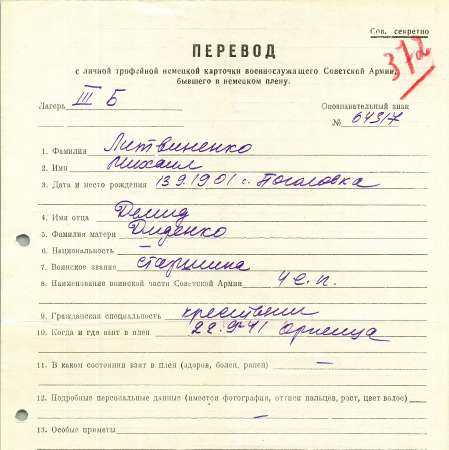 Сов. секретно
372
ПЕРЕВОД
с личной трофейной немецкой карточки военнослужащего Советской Армии,
бывшего в немецком плену.
Лагерь III Б
Опознавательный знак
№ 64317
1. Фамилия Литвиненко
2. Имя Михаил
3. Дата и место рождения 13.9.1901 с. Погаловка
4. Имя отца Демид
5. Фамилия матери Диденко
6. Национальность –
7. Воинское звание старшина
8. Наименование воинской части Советской Армии 4 с. п.
9. Гражданская специальность крестьянин
10. Когда и где взят в плен 22.9-41 Оржица
11. В каком состоянии взят в плен (здоров, болен, ранен) –
12. Подробные персональные данные (имеется фотография, оттиск пальцев, рост, цвет волос)
–
13. Особые приметы